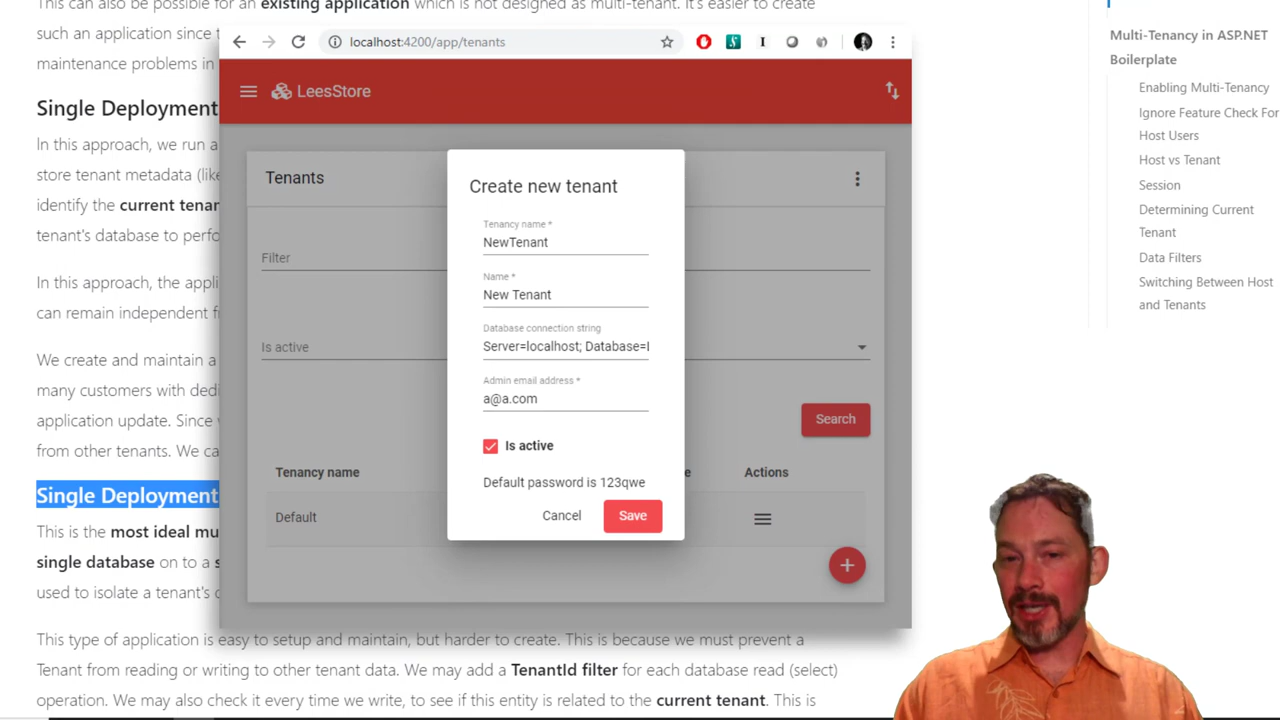 This can also be possible for an existing application which is not designed as multi-tenant. It's easier to create
such an application since t
maintenance problems in
Single Deployment
In this approach, we run a
store tenant metadata (like
identify the current tenan
tenant's database to perfo
In this approach, the appli
can remain independent f
We create and maintain a
many customers with dedi
application update. Since
from other tenants. We ca
Single Deployment
This is the most ideal mu
single database on to a s
used to isolate a tenant's d
This type of application is easy to setup and maintain, but harder to create. This is because we must prevent a
Tenant from reading or writing to other tenant data. We may add a TenantId filter for each database read (select)
operation. We may also check it every time we write, to see if this entity is related to the current tenant. This is
localhost:4200/app/tenants
LeesStore
Tenants
Filter
Is active
Search
Tenancy name
e
Actions
Default
Create new tenant
Tenancy name *
NewTenant
Name *
New Tenant
Database connection string
Server=localhost; Database=
Admin email address *
a@a.com
Is active
Default password is 123qwe
Cancel
Save
Multi-Tenancy in ASP.NET
Boilerplate
Enabling Multi-Tenancy
Ignore Feature Check For
Host Users
Host vs Tenant
Session
Determining Current
Tenant
Data Filters
Switching Between Host
and Tenants